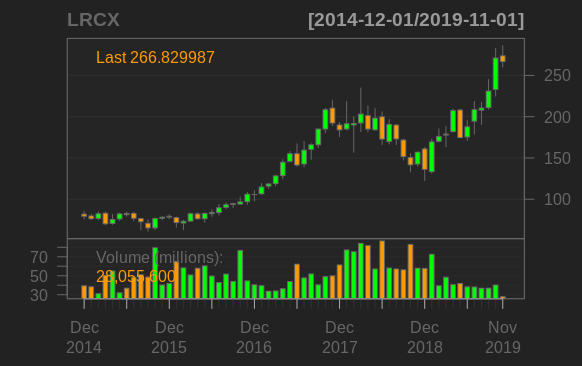 LRCX [2014-12-01/2019-11-01]
Last 266.829987
250
200
150
100
Volume (millions):
28,055,600
70
50
30
Dec Dec Dec Dec Dec Nov
2014 2015 2016 2017 2018 2019